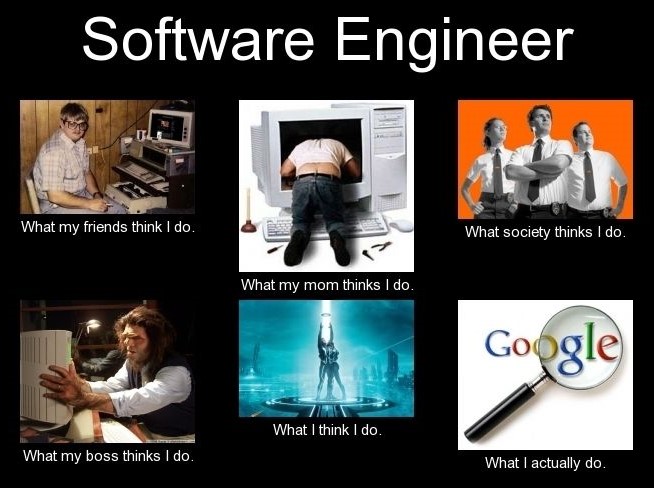 Software Engineer
What my friends think I do.
What my mom thinks I do.
What society thinks I do.
What my boss thinks I do.
What I think I do.
Google
What I actually do.